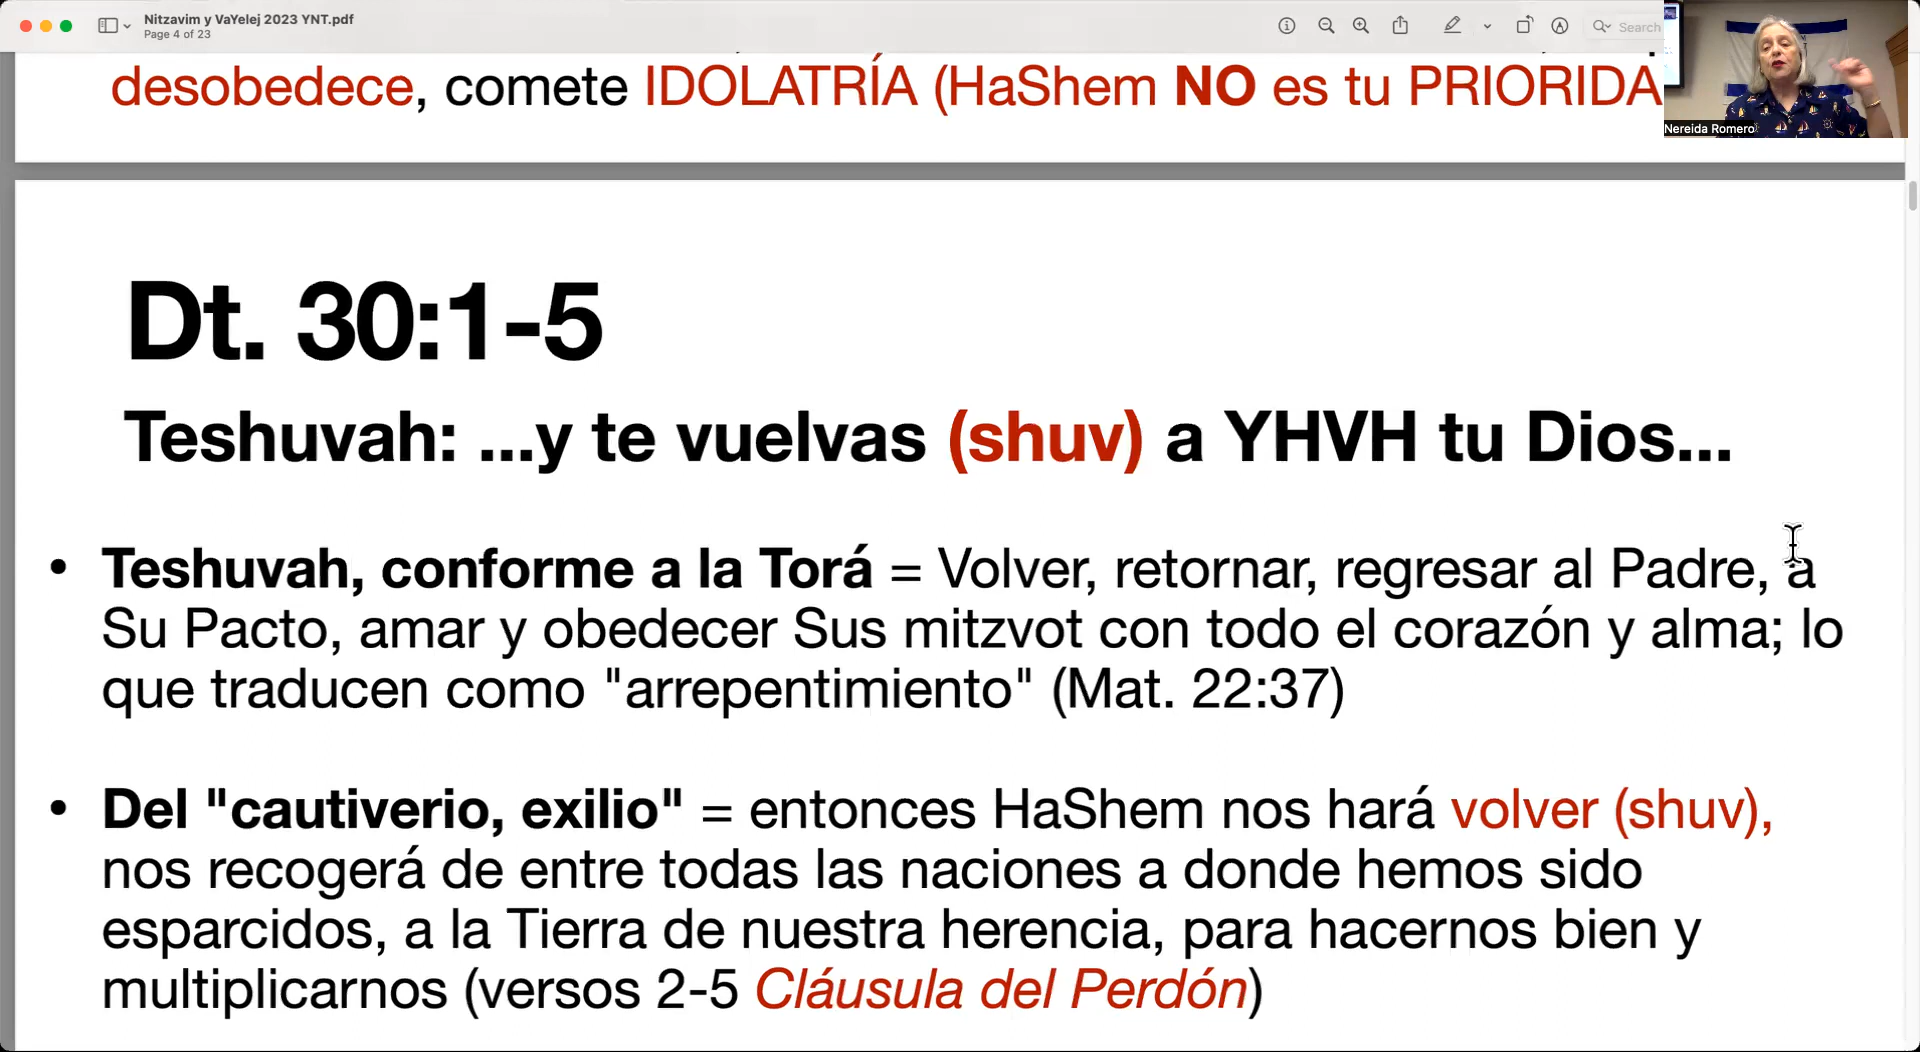 Nitzavim y VaYelej 2023 YNT.pdf
Page 4 of 23
Search
desobedece, comete IDOLATRÍA (HaShem NO es tu PRIORIDA
Nereida Romero
Dt. 30:1-5
Teshuvah: ...y te vuelvas (shuv) a YHVH tu Dios...
• Teshuvah, conforme a la Torá = Volver, retornar, regresar al Padre, a
Su Pacto, amar y obedecer Sus mitzvot con todo el corazón y alma; lo
que traducen como "arrepentimiento" (Mat. 22:37)
• Del "cautiverio, exilio" = entonces HaShem nos hará volver (shuv),
nos recogerá de entre todas las naciones a donde hemos sido
esparcidos, a la Tierra de nuestra herencia, para hacernos bien y
multiplicarnos (versos 2-5 Cláusula del Perdón)